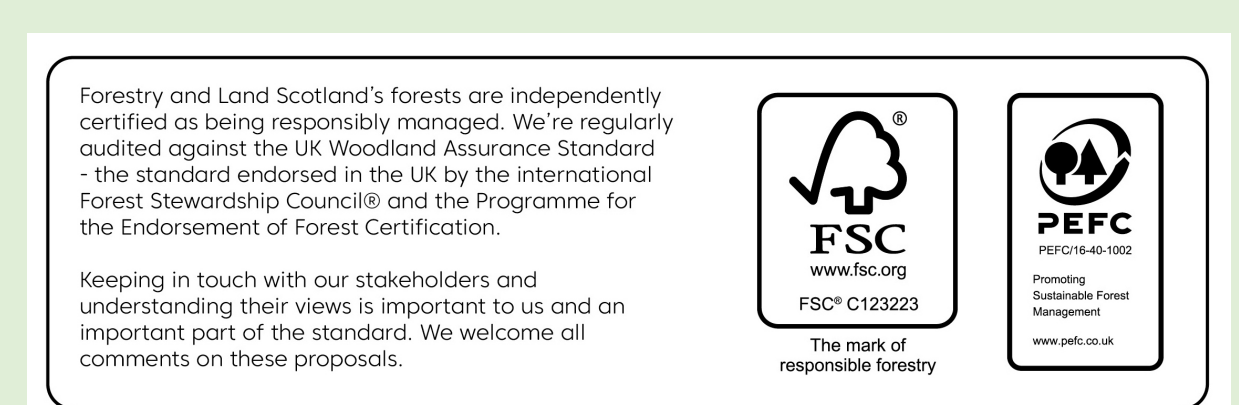 Forestry and Land Scotland's forests are independently
certified as being responsibly managed. We're regularly
audited against the UK Woodland Assurance Standard
- the standard endorsed in the UK by the international
Forest Stewardship Council® and the Programme for
the Endorsement of Forest Certification.
Keeping in touch with our stakeholders and
understanding their views is important to us and an
important part of the standard. We welcome all
comments on these proposals.
®
FSC
www.fsc.org
FSC® C123223
The mark of
responsible forestry
PEFC
PEFC/16-40-1002
Promoting
Sustainable Forest
Management
www.pefc.co.uk